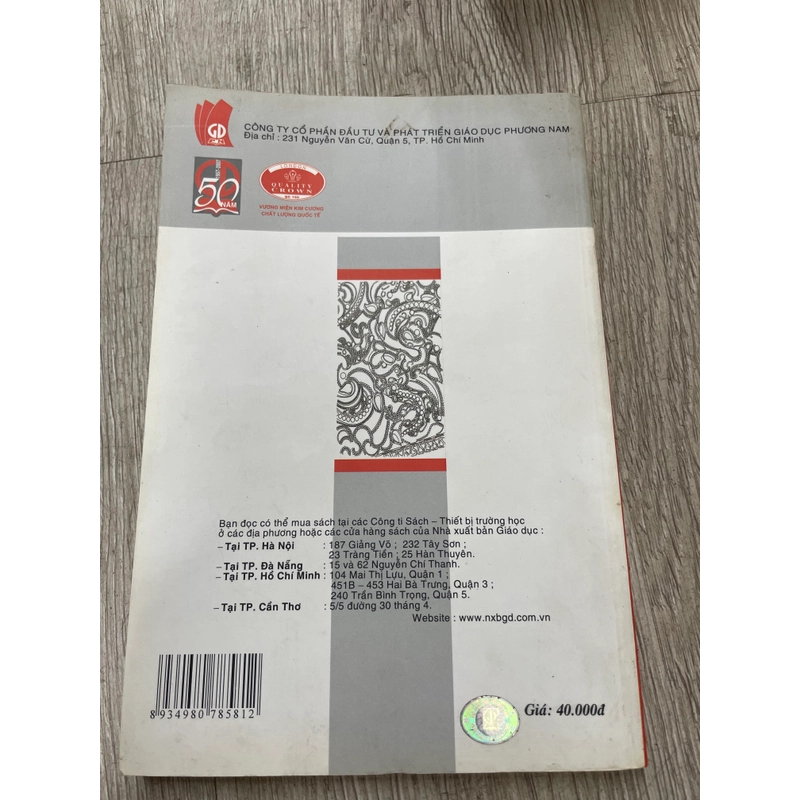 GD
CÔNG TY CỔ PHẦN ĐẦU TƯ VÀ PHÁT TRIỂN GIÁO DỤC PHƯƠNG NAM
Địa chỉ : 231 Nguyễn Văn Cừ, Quận 5, TP. Hồ Chí Minh
1957-2007
50
NĂM
LONDON
QUALITY
CROWN
VƯƠNG MIỆN KIM CƯƠNG
CHẤT LƯỢNG QUỐC TẾ
Bạn đọc có thể mua sách tại các Công ti Sách – Thiết bị trường học
ở các địa phương hoặc các cửa hàng sách của Nhà xuất bản Giáo dục :
– Tại TP. Hà Nội : 187 Giảng Võ ; 232 Tây Sơn ;
23 Tràng Tiền ; 25 Hàn Thuyên.
– Tại TP. Đà Nẵng : 15 và 62 Nguyễn Chí Thanh.
– Tại TP. Hồ Chí Minh : 104 Mai Thị Lựu, Quận 1 ;
451B – 453 Hai Bà Trưng, Quận 3 ;
240 Trần Bình Trọng, Quận 5.
– Tại TP. Cần Thơ : 5/5 đường 30 tháng 4.
Website : www.nxbgd.com.vn
8 934980 785812
Giá: 40.000đ